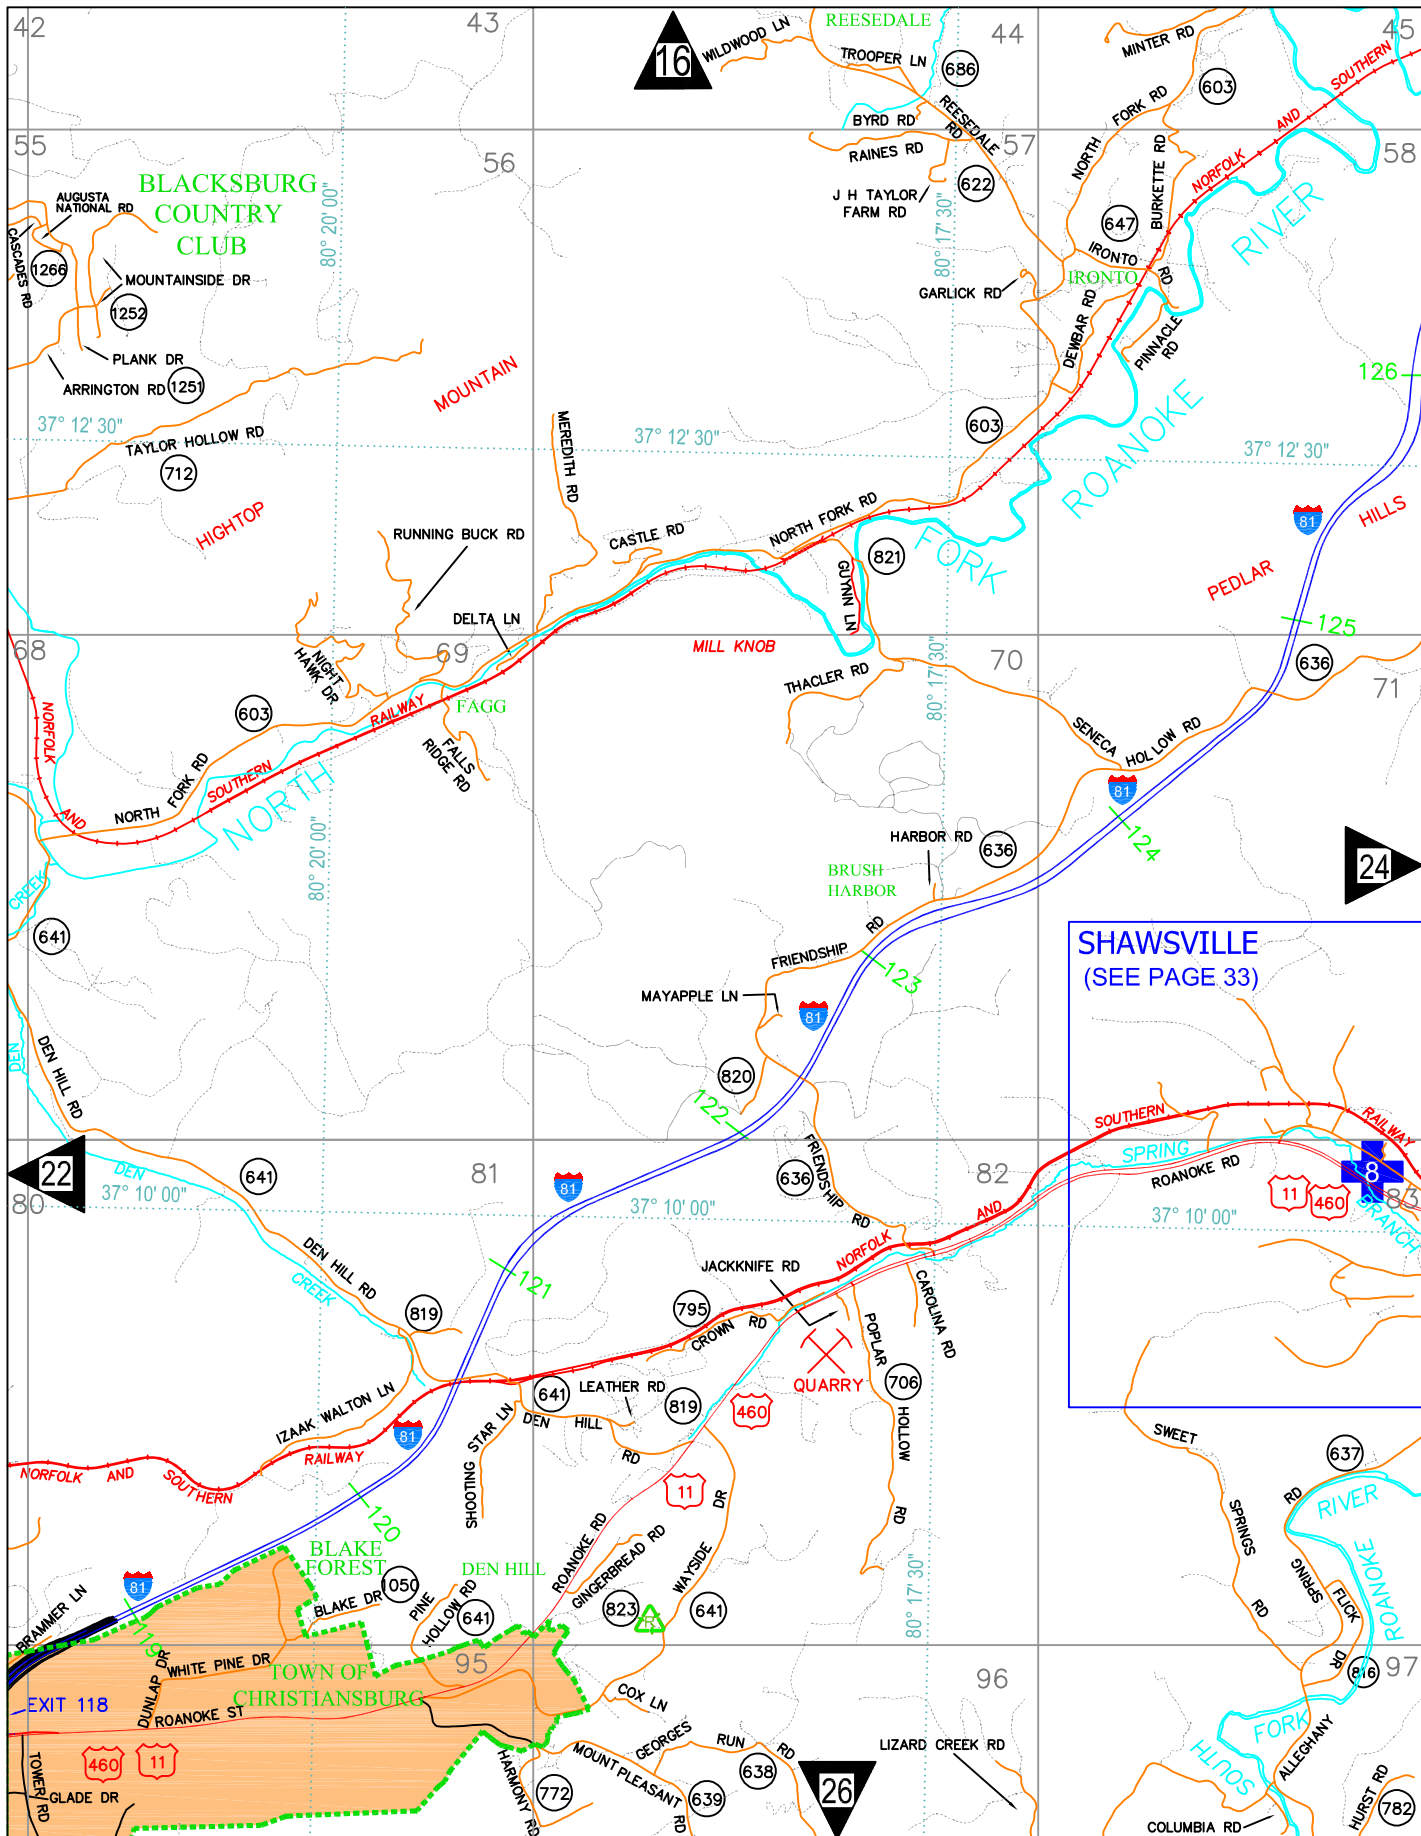 42
43
44
45
16
REESEDALE
WILDWOOD LN
TROOPER LN
686
MINTER RD
603
SOUTHERN
AND
NORFOLK
BYRD RD
REESEDALE
RD
RAINES RD
NORTH
FORK RD
BURKETTE RD
55
56
57
58
622
J H TAYLOR
FARM RD
647
IRONTO
RD
IRONTO
RIVER
BLACKSBURG
COUNTRY
CLUB
AUGUSTA
NATIONAL RD
CASCADES RD
1266
MOUNTAINSIDE DR
1252
PLANK DR
ARRINGTON RD
1251
80° 20' 00"
80° 17' 30"
GARLICK RD
DEWBAR RD
PINNACLE
RD
126
MOUNTAIN
37° 12' 30"
37° 12' 30"
37° 12' 30"
TAYLOR HOLLOW RD
712
MEREDITH RD
603
ROANOKE
HIGHTOP
RUNNING BUCK RD
CASTLE RD
NORTH FORK RD
821
FORK
GUYNN LN
81
HILLS
PEDLAR
125
DELTA LN
MILL KNOB
68
69
70
71
636
NIGHT
HAWK DR
THACLER RD
80° 17' 30"
603
RAILWAY
FAGG
NORFOLK
FALLS
RIDGE RD
SENECA
HOLLOW RD
NORTH
FORK RD
SOUTHERN
NORTH
AND
81
124
HARBOR RD
636
24
80° 20' 00"
BRUSH
HARBOR
CREEK
641
FRIENDSHIP
RD
123
SHAWSVILLE
(SEE PAGE 33)
MAYAPPLE LN
81
DEN
DEN HILL RD
820
122
SOUTHERN
RAILWAY
FRIENDSHIP RD
636
SPRING
ROANOKE RD
22
DEN
641
81
82
80
83
8
11
460
BRANCH
37° 10' 00"
37° 10' 00"
37° 10' 00"
81
AND
NORFOLK
DEN HILL RD
CREEK
121
JACKKNIFE RD
819
795
CROWN RD
CAROLINA RD
POPLAR
HOLLOW
RD
QUARRY
706
IZAAK WALTON LN
641
LEATHER RD
819
460
DEN HILL
RD
81
SHOOTING STAR LN
NORFOLK AND
SOUTHERN
RAILWAY
11
DR
SWEET
SPRINGS
RD
637
RD
RIVER
120
BLAKE
FOREST
DEN HILL
ROANOKE RD
GINGERBREAD RD
WAYSIDE
SPRING
FLICK
DR
ROANOKE
81
BRAMMER LN
1050
BLAKE DR
PINE
HOLLOW RD
641
823
R
641
80° 17' 30"
119
DUNLAP DR
WHITE PINE DR
TOWN OF
CHRISTIANSBURG
95
96
97
816
COX LN
EXIT 118
ROANOKE ST
FORK
SOUTH
ALLEGHANY
460
11
TOWER RD
GLADE DR
HARMONY RD
772
MOUNT PLEASANT
RD
GEORGES
RUN
RD
639
638
26
LIZARD CREEK RD
COLUMBIA RD
HURST RD
782